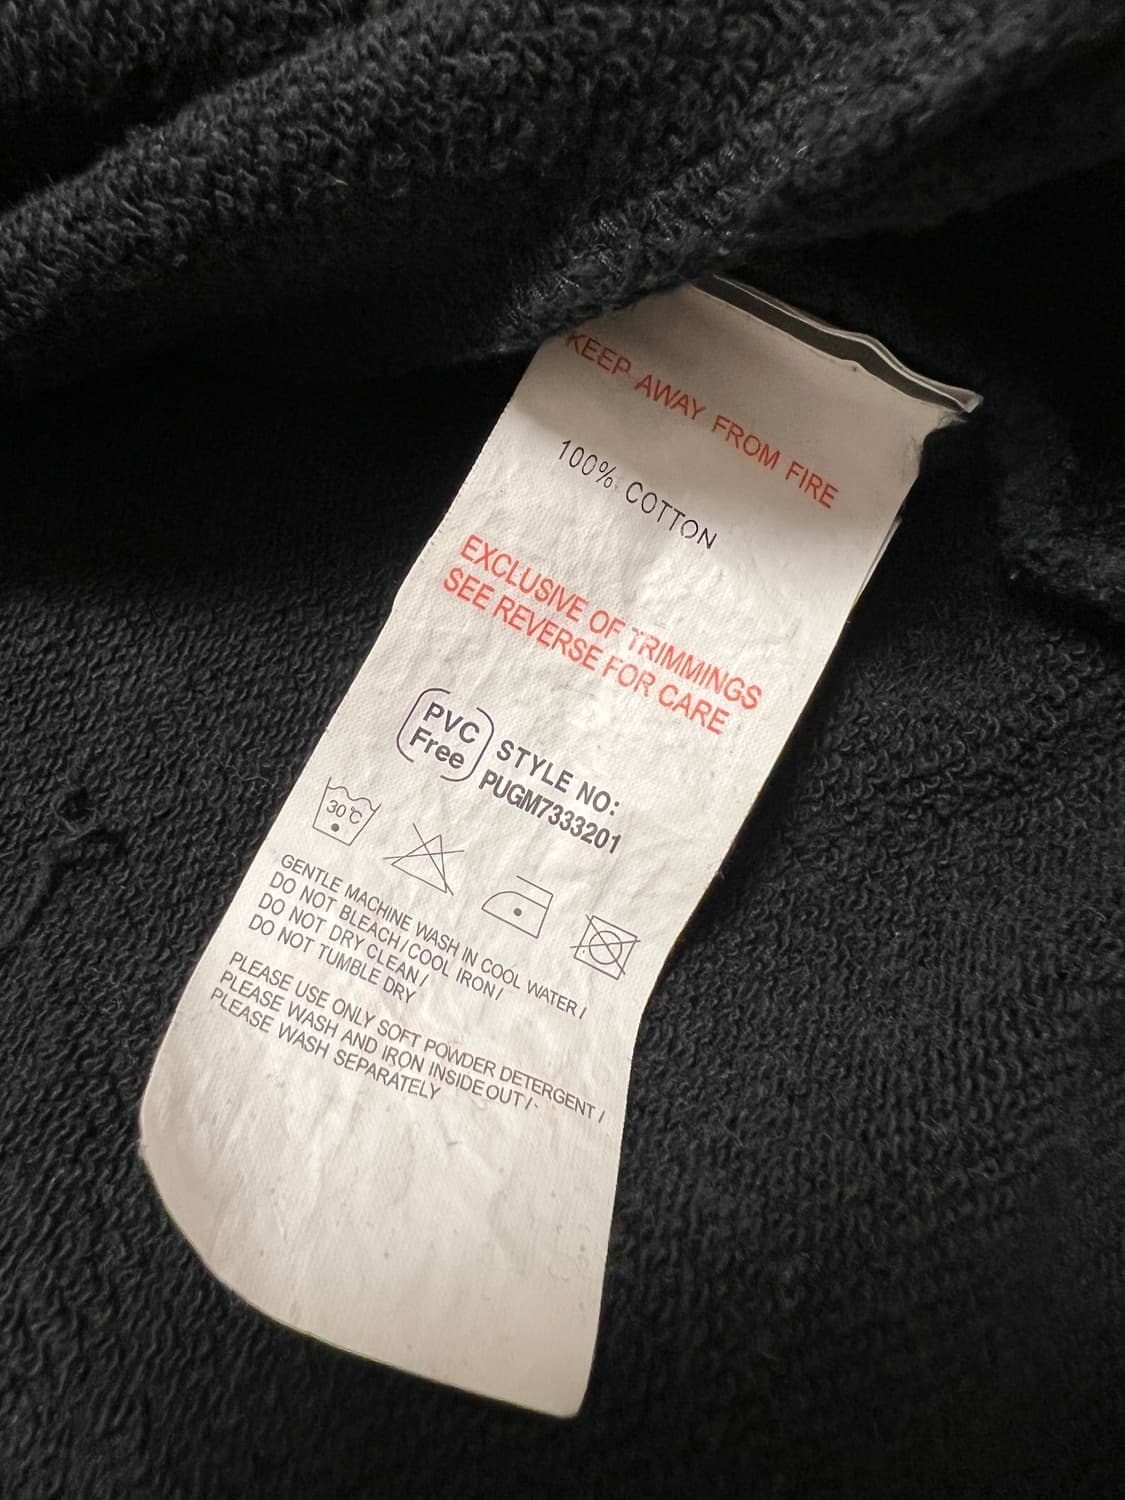 KEEP AWAY FROM FIRE
100% COTTON
EXCLUSIVE OF TRIMMINGS
SEE REVERSE FOR CARE
PVC
Free
STYLE NO:
PUGM7333201
30°C
GENTLE MACHINE WASH IN COOL WATER /
DO NOT BLEACH / COOL IRON /
DO NOT DRY CLEAN /
DO NOT TUMBLE DRY
PLEASE USE ONLY SOFT POWDER DETERGENT /
PLEASE WASH AND IRON INSIDE OUT /
PLEASE WASH SEPARATELY